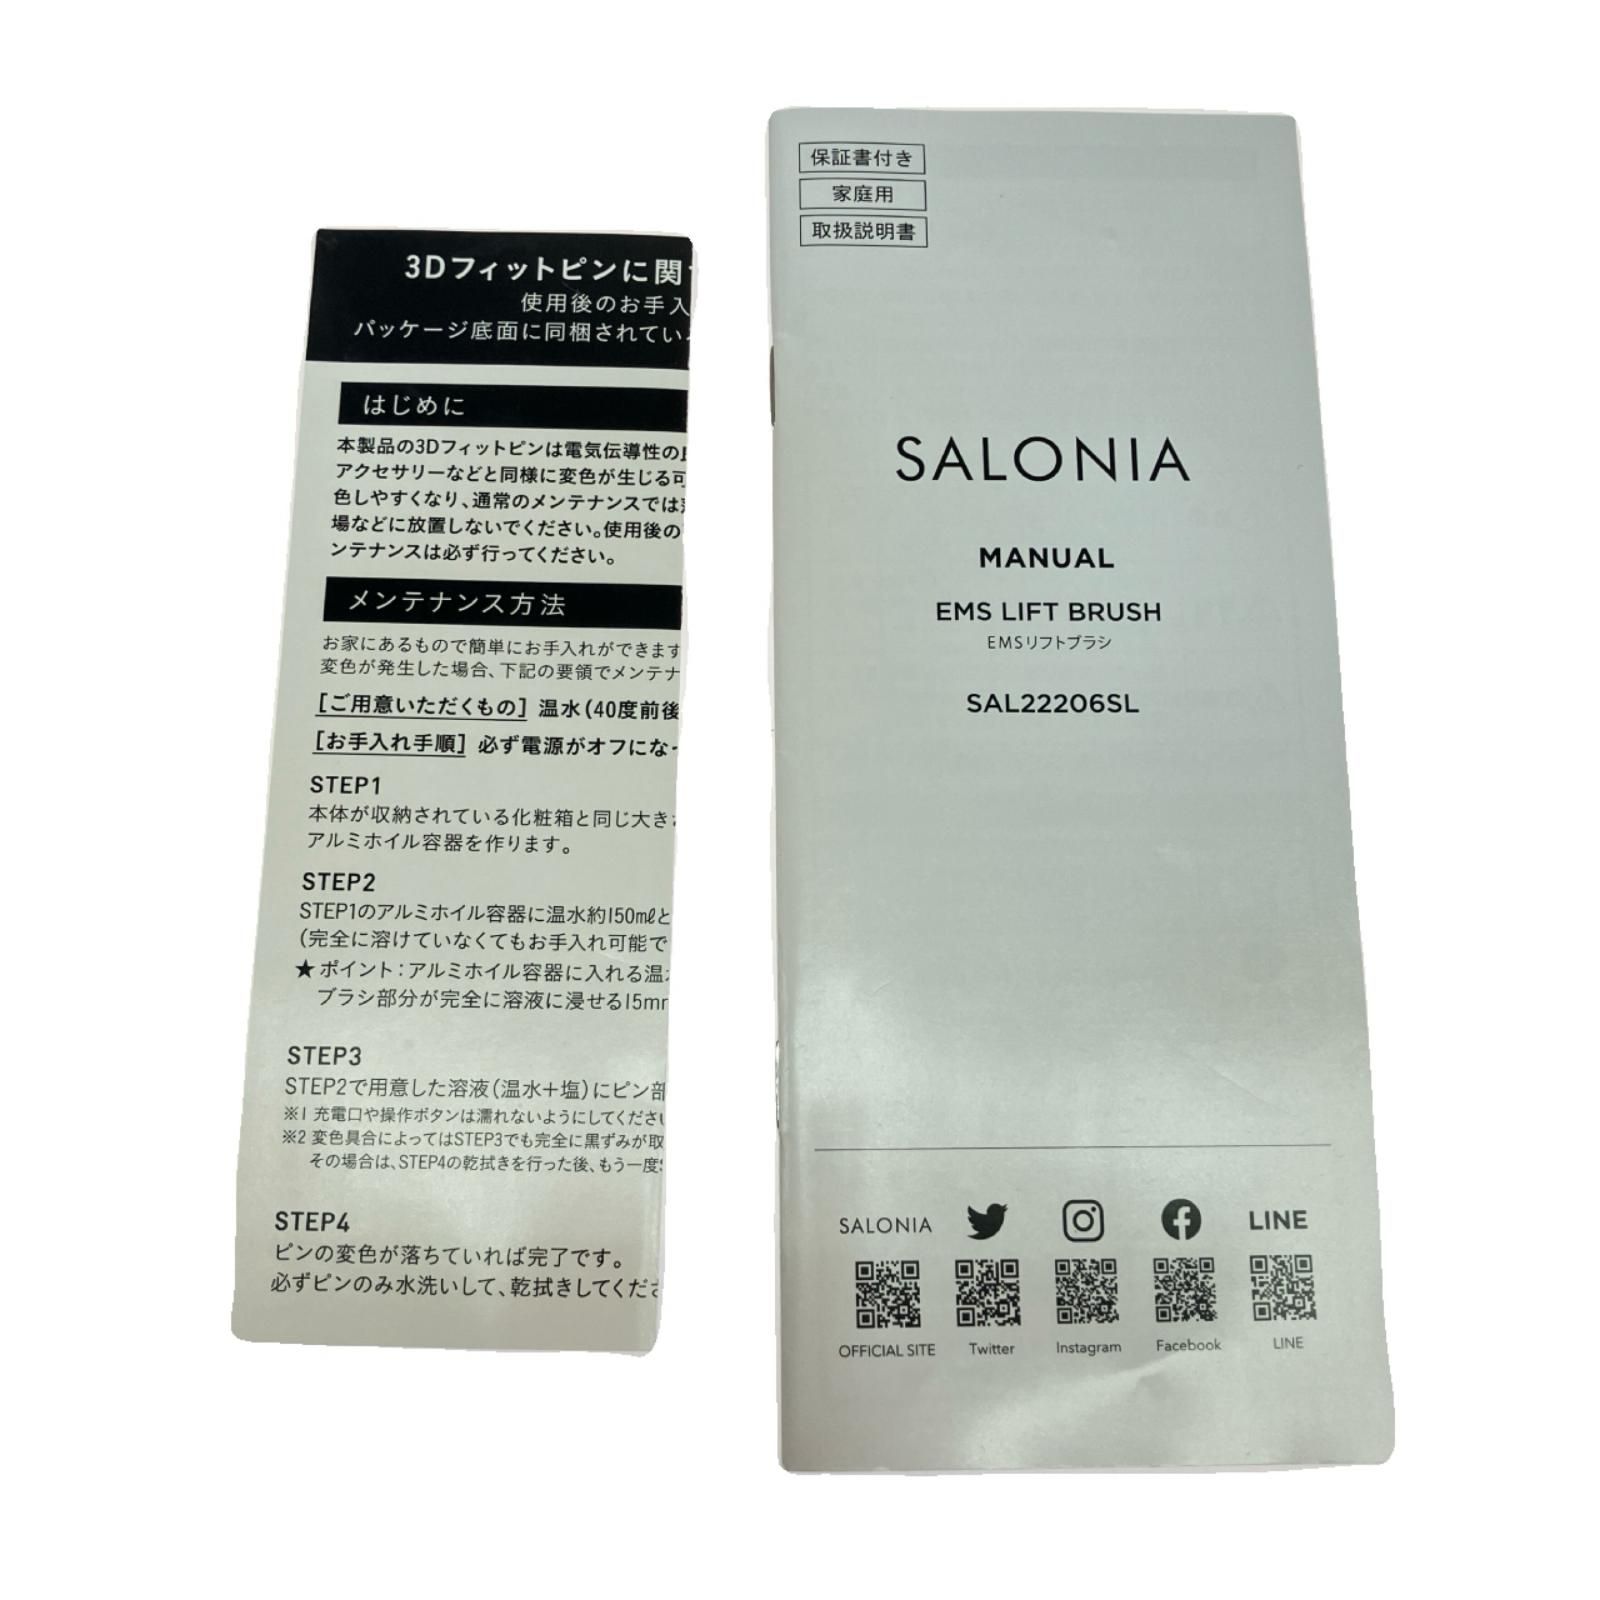 3Dフィットピンに関
使用後のお手入
パッケージ底面に同梱されてい
はじめに
本製品の3Dフィットピンは電気伝導性の
アクセサリーなどと同様に変色が生じる可
色しやすくなり、通常のメンテナンスでは
場などに放置しないでください。使用後の
ンテナンスは必ず行ってください。
メンテナンス方法
お家にあるもので簡単にお手入れができます
変色が発生した場合、下記の要領でメンテナ
[ご用意いただくもの] 温水(40度前後
[お手入れ手順] 必ず電源がオフになっ
STEP1
本体が収納されている化粧箱と同じ大き
アルミホイル容器を作ります。
STEP2
STEP1のアルミホイル容器に温水約150mlと
(完全に溶けていなくてもお手入れ可能で
★ポイント:アルミホイル容器に入れる温
ブラシ部分が完全に溶液に浸せる15mm
STEP3
STEP2で用意した溶液(温水+塩)にピン部
※1 充電口や操作ボタンは濡れないようにしてください
※2 変色具合によってはSTEP3でも完全に黒ずみが取
その場合は、STEP4の乾拭きを行った後、もう一度S
STEP4
ピンの変色が落ちていれば完了です。
必ずピンのみ水洗いして、乾拭きしてくださ
保証書付き
家庭用
取扱説明書
SALONIA
MANUAL
EMS LIFT BRUSH
EMSリフトブラシ
SAL22206SL
SALONIA LINE
OFFICIAL SITE Twitter Instagram Facebook LINE